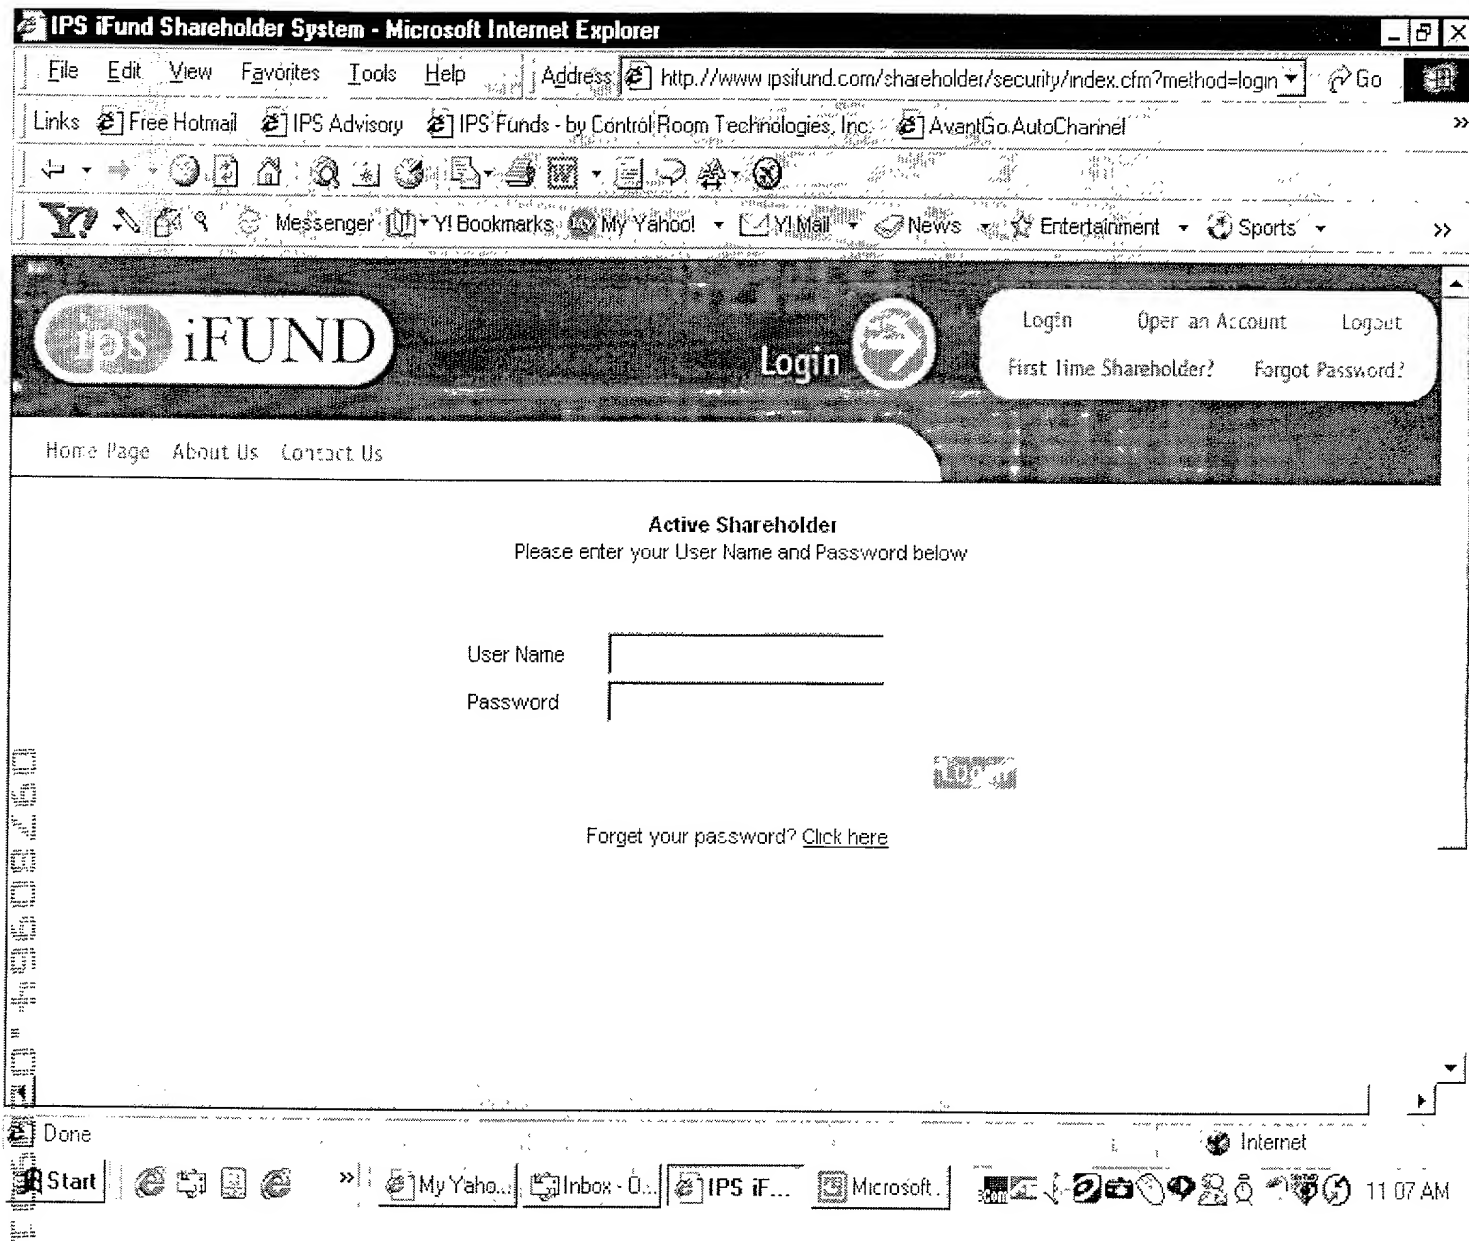 IPS iFund Shareholder System - Microsoft Internet Explorer
File Edit View Favorites Tools Help Address http://www.ipsifund.com/shareholder/security/index.cfm?method=login Go
Links Free Hotmail IPS Advisory IPS Funds - by Control Room Technologies, Inc. AvantGo.AutoChannel »
Y? Messenger Y! Bookmarks My Yahoo! Y! Mail News Entertainment Sports »
ips iFUND
Login
Login Open an Account Logout
First Time Shareholder? Forgot Password?
Home Page About Us Contact Us
Active Shareholder
Please enter your User Name and Password below
User Name
Password
Login
Forget your password? Click here
Done Internet
Start » My Yaho... Inbox - O... IPS iF... Microsoft . 3Com 11 07 AM